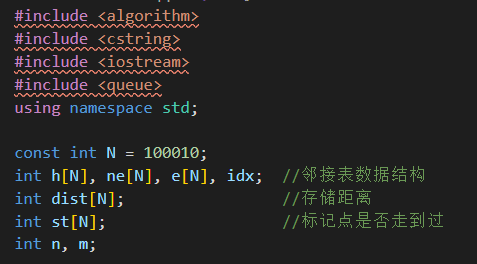 #include <algorithm>
#include <cstring>
#include <iostream>
#include <queue>
using namespace std;
const int N = 100010;
int h[N], ne[N], e[N], idx;  //邻接表数据结构
int dist[N];                 //存储距离
int st[N];                   //标记点是否走到过
int n, m;